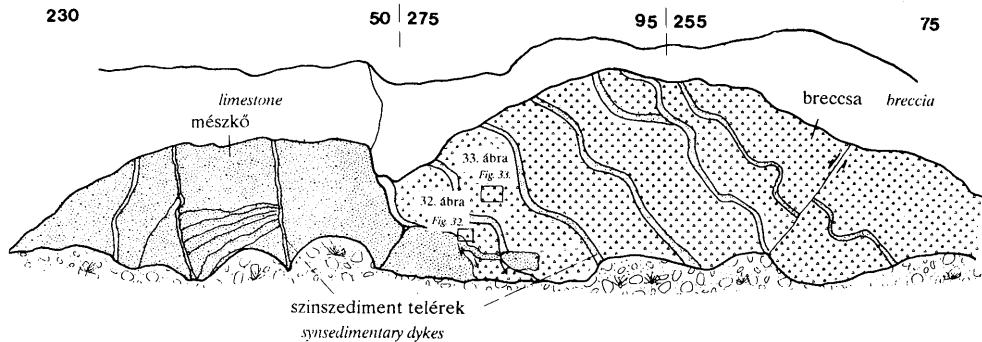 230 50 275 95 255 75
limestone
mészkő
breccsa breccia
33. ábra
Fig. 33.
32. ábra
Fig. 32.
szinszediment telérek
synsedimentary dykes